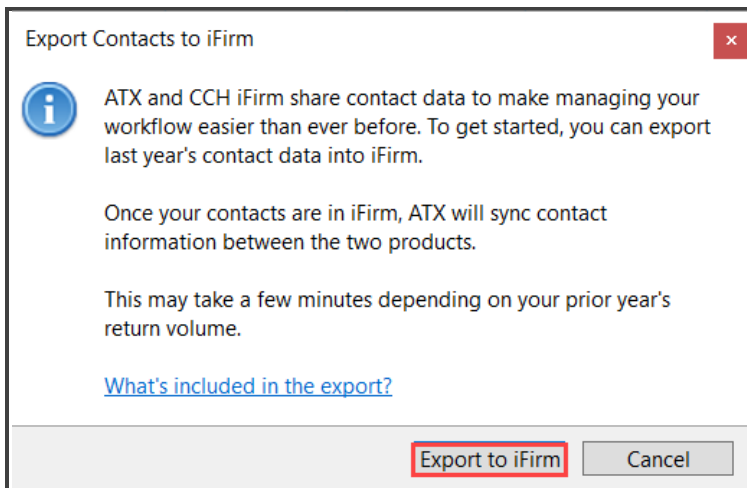 Export Contacts to iFirm
ATX and CCH iFirm share contact data to make managing your
workflow easier than ever before. To get started, you can export
last year's contact data into iFirm.
Once your contacts are in iFirm, ATX will sync contact
information between the two products.
This may take a few minutes depending on your prior year's
return volume.
What's included in the export?
Export to iFirm
Cancel